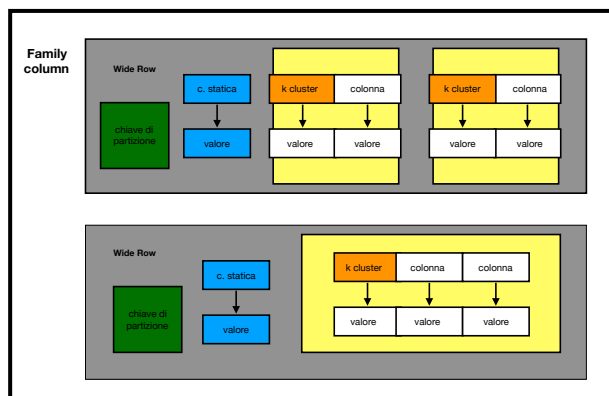 Family
column
Wide Row
c. statica
k cluster
colonna
k cluster
colonna
chiave di
partizione
valore
valore
valore
valore
valore
Wide Row
c. statica
k cluster
colonna
colonna
chiave di
partizione
valore
valore
valore
valore